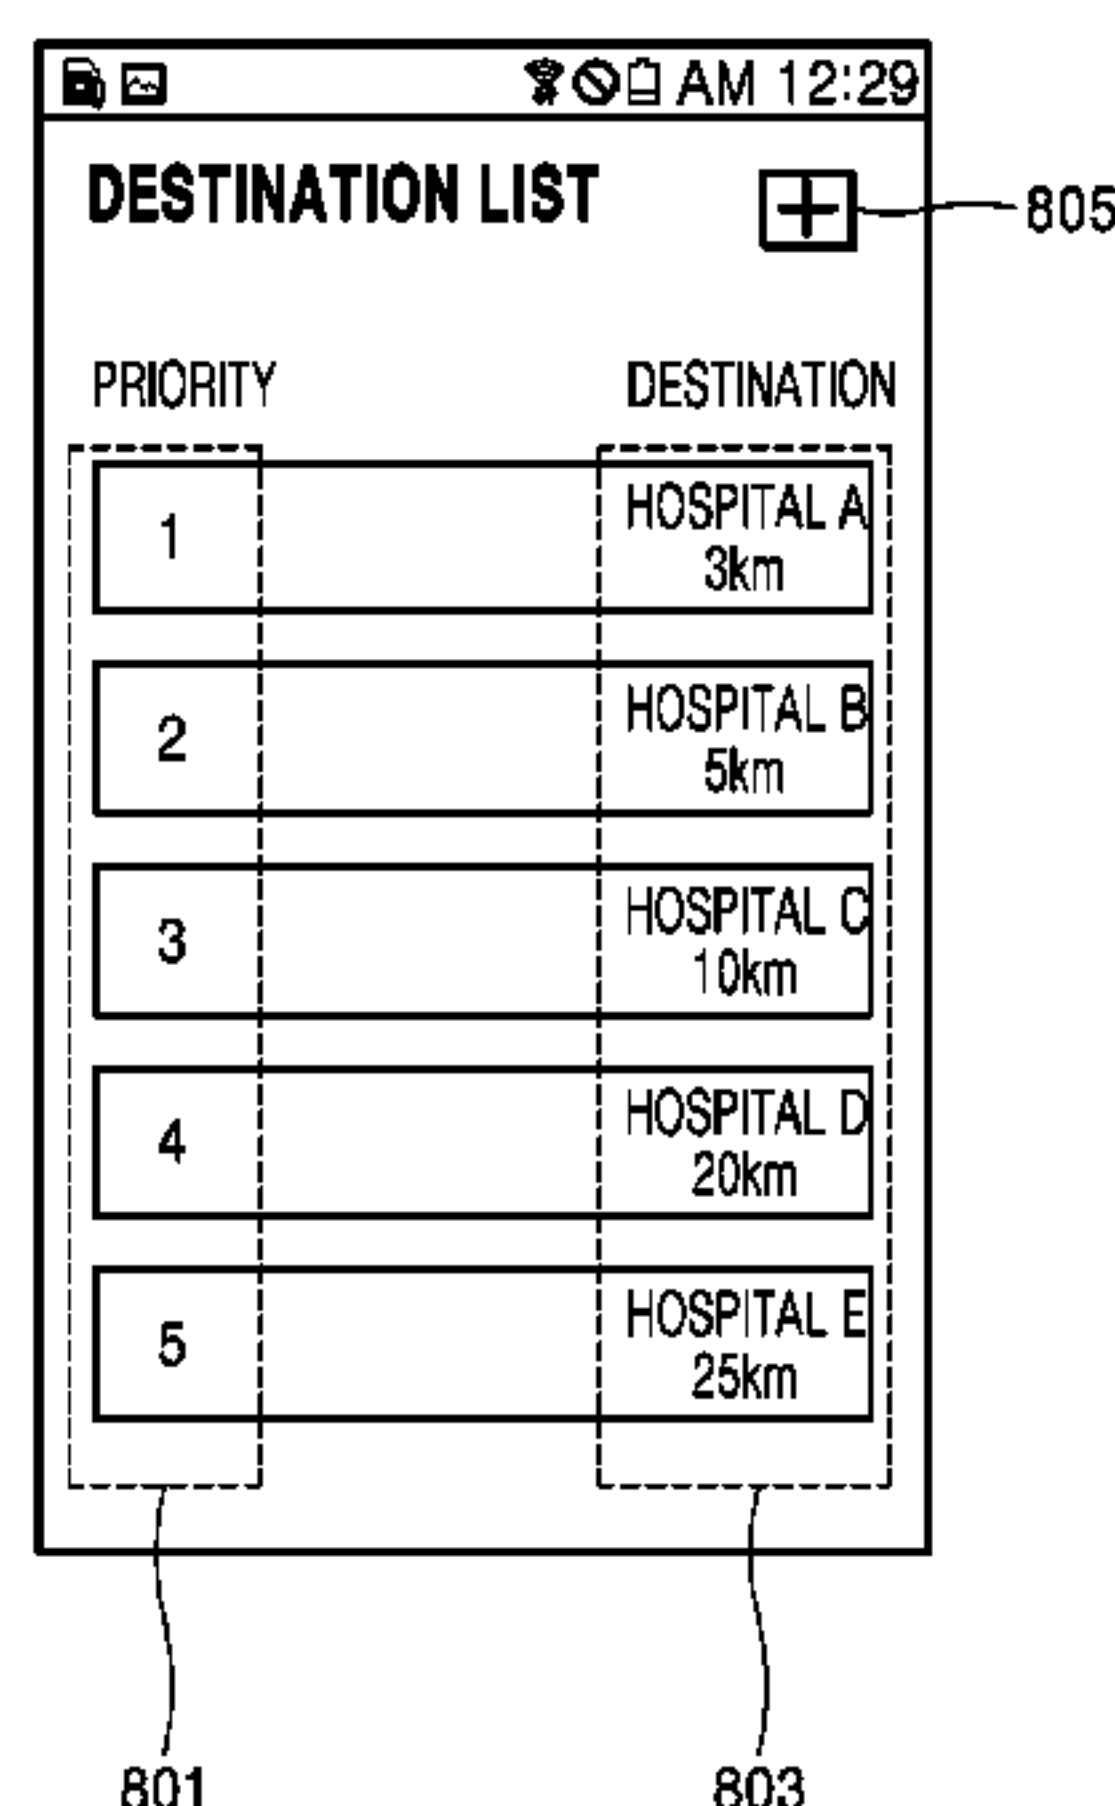 AM 12:29
DESTINATION LIST
805
PRIORITY DESTINATION
1 HOSPITAL A
3km
2 HOSPITAL B
5km
3 HOSPITAL C
10km
4 HOSPITAL D
20km
5 HOSPITAL E
25km
801 803